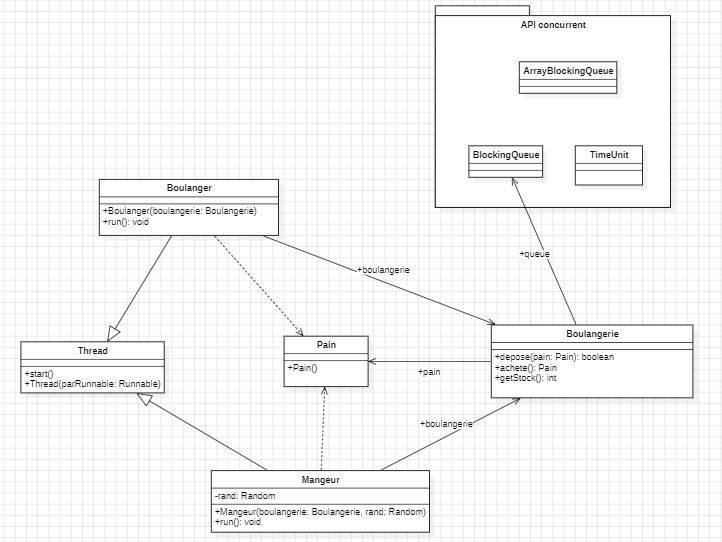 API concurrent
ArrayBlockingQueue
BlockingQueue
TimeUnit
Boulanger
+Boulanger(boulangerie: Boulangerie)
+run(): void
+queue
+boulangerie
Boulangerie
+depose(pain: Pain): boolean
+achete(): Pain
+getStock(): int
Thread
+start()
+Thread(parRunnable: Runnable)
Pain
+Pain()
+pain
+boulangerie
Mangeur
-rand: Random
+Mangeur(boulangerie: Boulangerie, rand: Random)
+run(): void